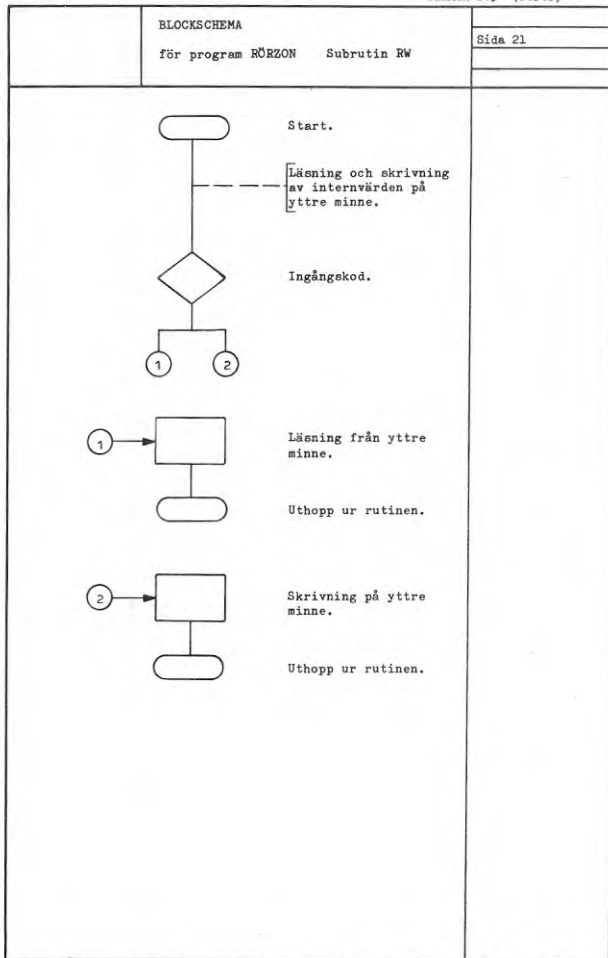 BLOCKSCHEMA
för program RÖRZON Subrutin RW
Sida 21
Start.
Läsning och skrivning
av internvärden på
yttre minne.
Ingångskod.
1 2
1
Läsning från yttre
minne.
Uthopp ur rutinen.
2
Skrivning på yttre
minne.
Uthopp ur rutinen.